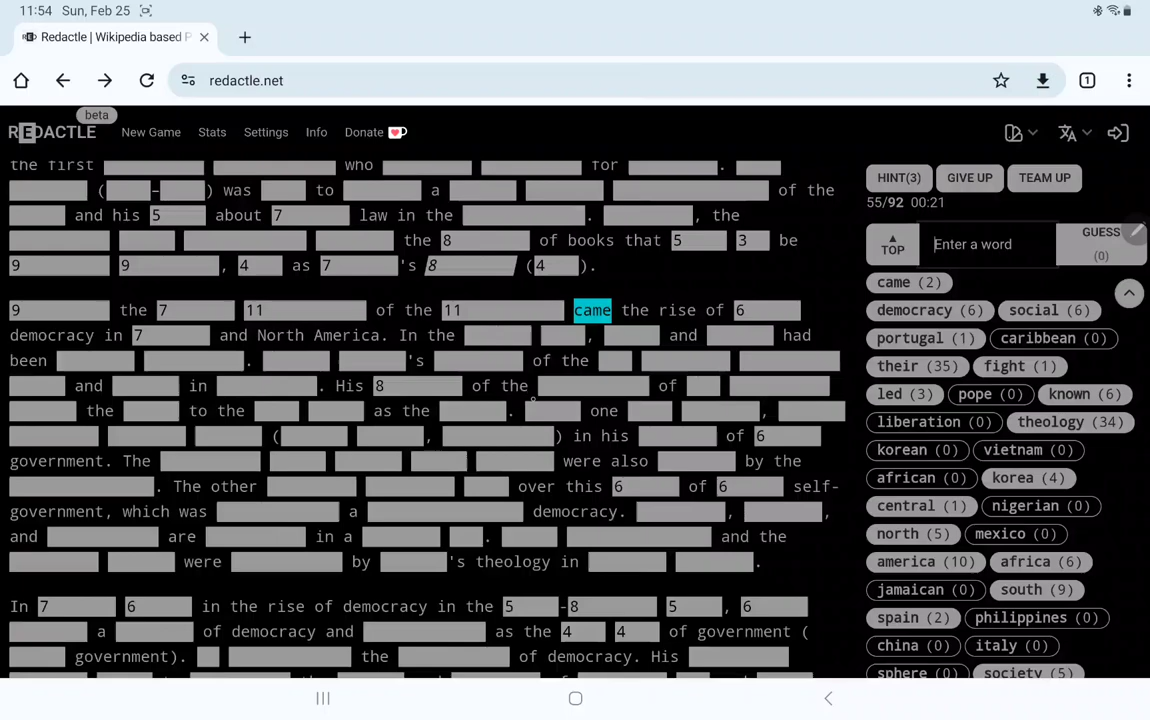 11:54 Sun, Feb 25
Redactle | Wikipedia based P
redactle.net
beta
REDACTLE New Game Stats Settings Info Donate
the first who for .
( – ) was to a of the
and his 5 about 7 law in the . , the
the 8 of books that 5 3 be
9 9 , 4 as 7 's 8 (4 ).
9 the 7 11 of the 11 came the rise of 6
democracy in 7 and North America. In the , and had
been . 's of the
and in . His 8 of the of
the to the as the . one ,
( , ) in his of 6
government. The were also by the
. The other over this 6 of 6 self-
government, which was a democracy. , ,
and are in a . and the
were by 's theology in .
In 7 6 in the rise of democracy in the 5 -8 5 , 6
a of democracy and as the 4 4 of government (
government). the of democracy. His
HINT(3) GIVE UP TEAM UP
55/92 00:21
▲ TOP Enter a word GUESS (0)
came (2)
democracy (6) social (6)
portugal (1) caribbean (0)
their (35) fight (1)
led (3) pope (0) known (6)
liberation (0) theology (34)
korean (0) vietnam (0)
african (0) korea (4)
central (1) nigerian (0)
north (5) mexico (0)
america (10) africa (6)
jamaican (0) south (9)
spain (2) philippines (0)
china (0) italy (0)
sphere (0) society (5)